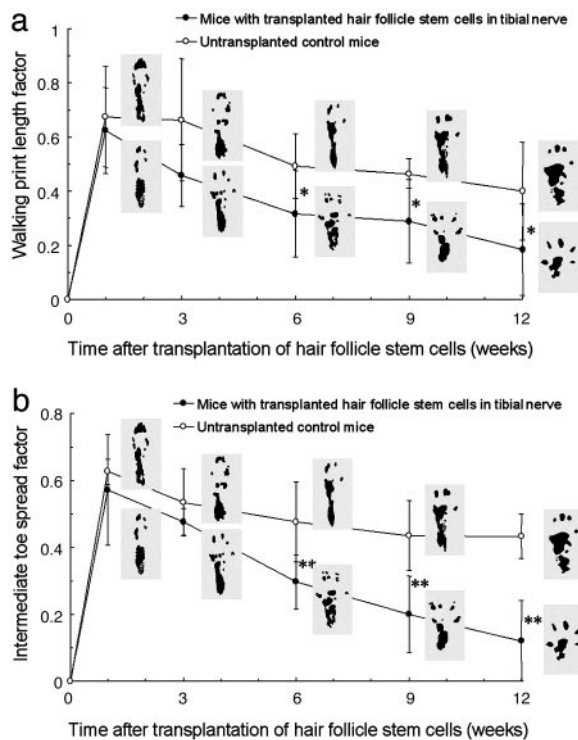 a
Mice with transplanted hair follicle stem cells in tibial nerve
Untransplanted control mice
Walking print length factor
1
0.8
0.6
0.4
0.2
0
*
*
*
0 3 6 9 12
Time after transplantation of hair follicle stem cells (weeks)
b
Mice with transplanted hair follicle stem cells in tibial nerve
Untransplanted control mice
Intermediate toe spread factor
0.8
0.6
0.4
0.2
0
**
**
**
0 3 6 9 12
Time after transplantation of hair follicle stem cells (weeks)